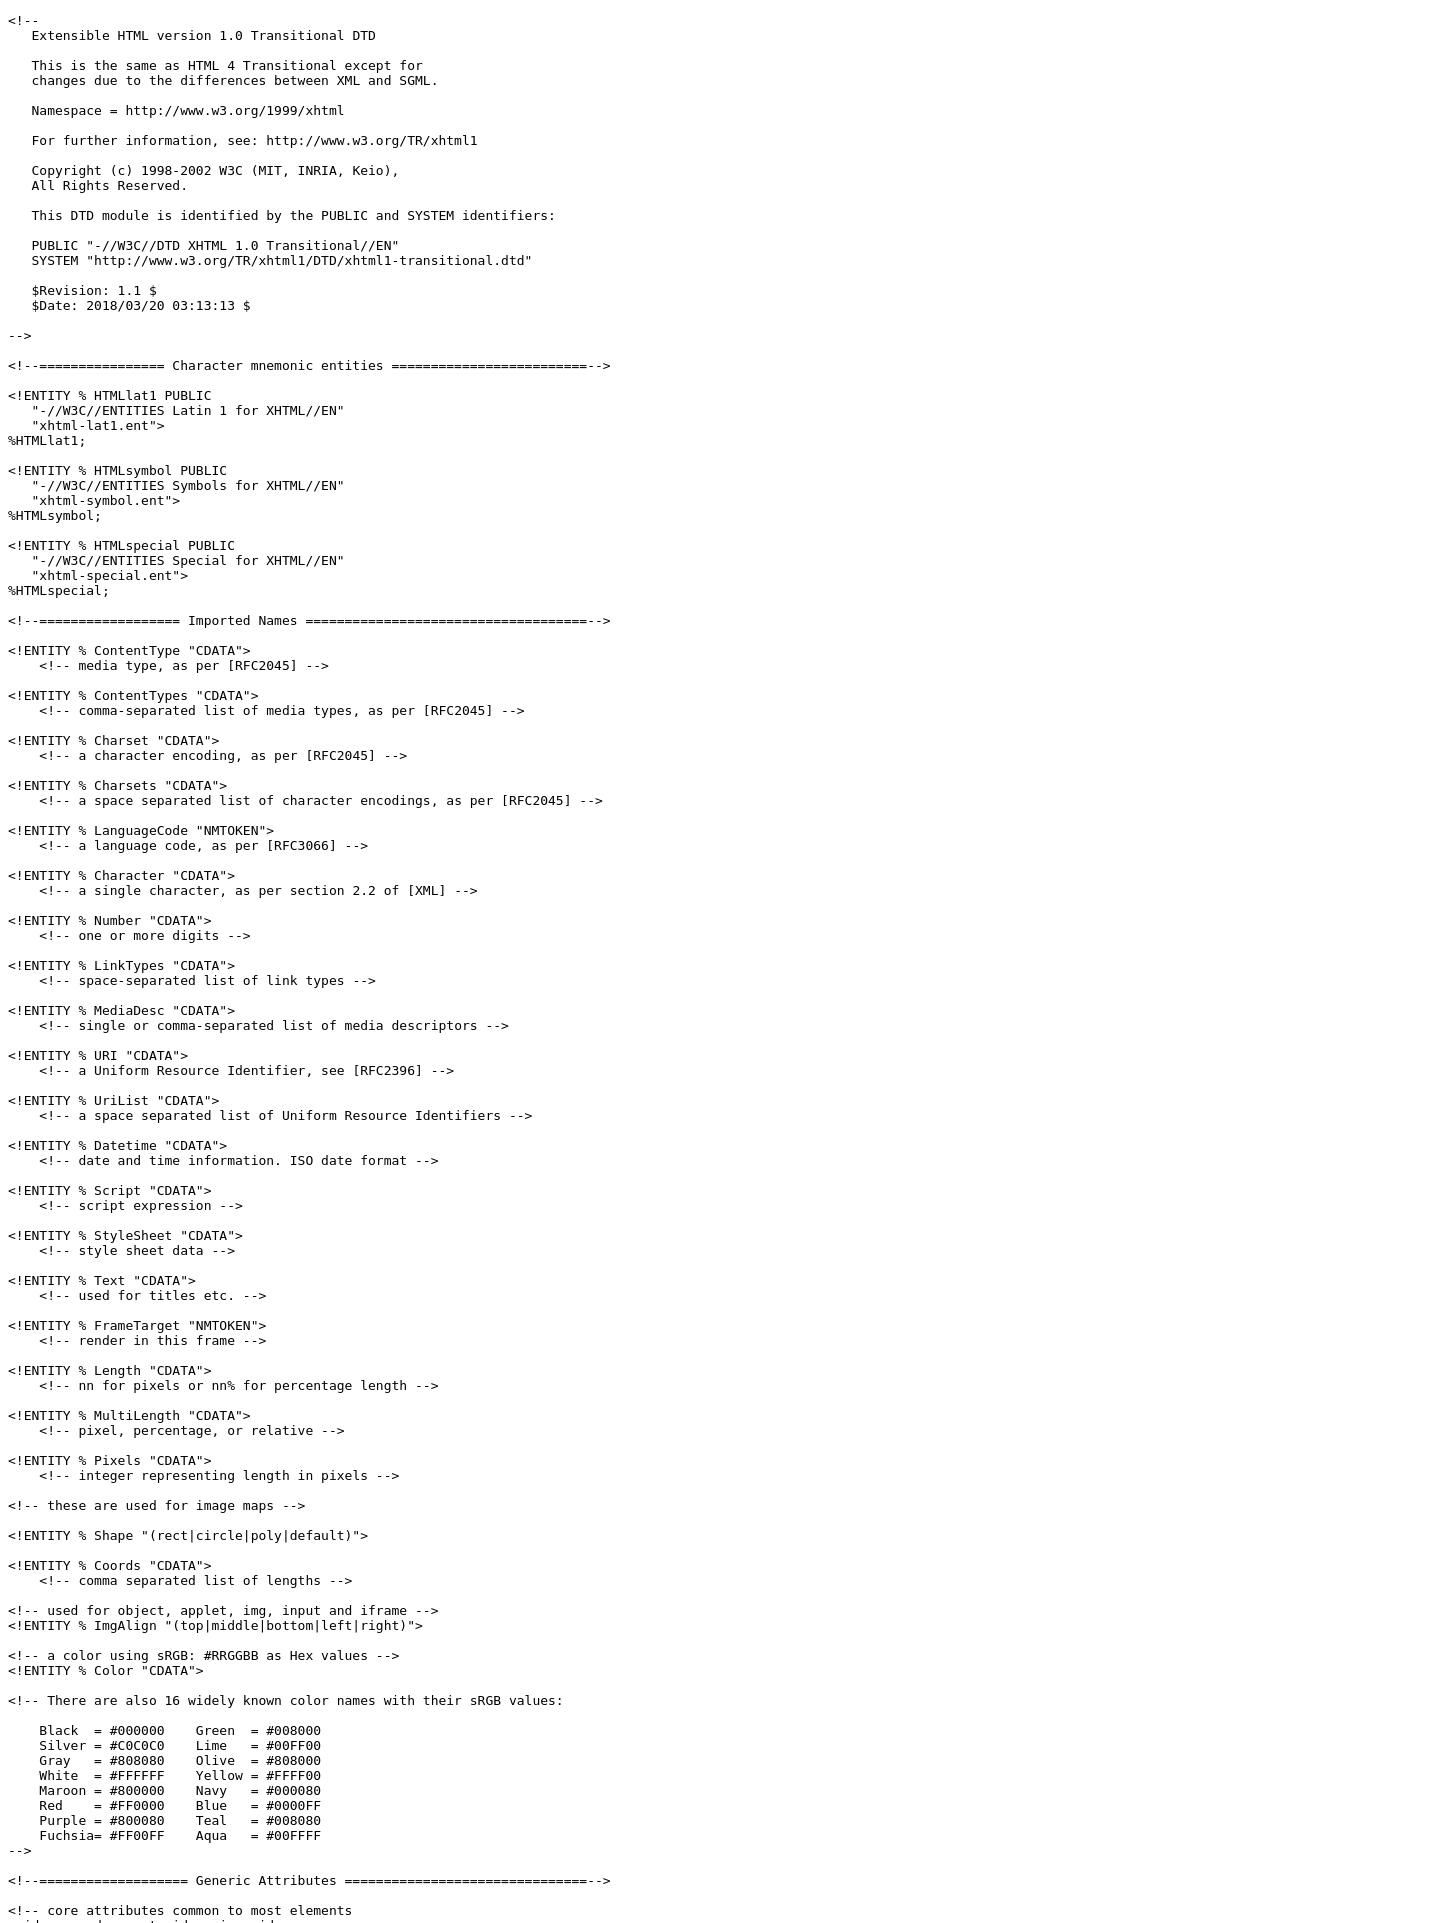 <!--
   Extensible HTML version 1.0 Transitional DTD

   This is the same as HTML 4 Transitional except for
   changes due to the differences between XML and SGML.

   Namespace = http://www.w3.org/1999/xhtml

   For further information, see: http://www.w3.org/TR/xhtml1

   Copyright (c) 1998-2002 W3C (MIT, INRIA, Keio),
   All Rights Reserved.

   This DTD module is identified by the PUBLIC and SYSTEM identifiers:

   PUBLIC "-//W3C//DTD XHTML 1.0 Transitional//EN"
   SYSTEM "http://www.w3.org/TR/xhtml1/DTD/xhtml1-transitional.dtd"

   $Revision: 1.1 $
   $Date: 2018/03/20 03:13:13 $

-->

<!--================ Character mnemonic entities =========================-->

<!ENTITY % HTMLlat1 PUBLIC
   "-//W3C//ENTITIES Latin 1 for XHTML//EN"
   "xhtml-lat1.ent">
%HTMLlat1;

<!ENTITY % HTMLsymbol PUBLIC
   "-//W3C//ENTITIES Symbols for XHTML//EN"
   "xhtml-symbol.ent">
%HTMLsymbol;

<!ENTITY % HTMLspecial PUBLIC
   "-//W3C//ENTITIES Special for XHTML//EN"
   "xhtml-special.ent">
%HTMLspecial;

<!--================== Imported Names ====================================-->

<!ENTITY % ContentType "CDATA">
    <!-- media type, as per [RFC2045] -->

<!ENTITY % ContentTypes "CDATA">
    <!-- comma-separated list of media types, as per [RFC2045] -->

<!ENTITY % Charset "CDATA">
    <!-- a character encoding, as per [RFC2045] -->

<!ENTITY % Charsets "CDATA">
    <!-- a space separated list of character encodings, as per [RFC2045] -->

<!ENTITY % LanguageCode "NMTOKEN">
    <!-- a language code, as per [RFC3066] -->

<!ENTITY % Character "CDATA">
    <!-- a single character, as per section 2.2 of [XML] -->

<!ENTITY % Number "CDATA">
    <!-- one or more digits -->

<!ENTITY % LinkTypes "CDATA">
    <!-- space-separated list of link types -->

<!ENTITY % MediaDesc "CDATA">
    <!-- single or comma-separated list of media descriptors -->

<!ENTITY % URI "CDATA">
    <!-- a Uniform Resource Identifier, see [RFC2396] -->

<!ENTITY % UriList "CDATA">
    <!-- a space separated list of Uniform Resource Identifiers -->

<!ENTITY % Datetime "CDATA">
    <!-- date and time information. ISO date format -->

<!ENTITY % Script "CDATA">
    <!-- script expression -->

<!ENTITY % StyleSheet "CDATA">
    <!-- style sheet data -->

<!ENTITY % Text "CDATA">
    <!-- used for titles etc. -->

<!ENTITY % FrameTarget "NMTOKEN">
    <!-- render in this frame -->

<!ENTITY % Length "CDATA">
    <!-- nn for pixels or nn% for percentage length -->

<!ENTITY % MultiLength "CDATA">
    <!-- pixel, percentage, or relative -->

<!ENTITY % Pixels "CDATA">
    <!-- integer representing length in pixels -->

<!-- these are used for image maps -->

<!ENTITY % Shape "(rect|circle|poly|default)">

<!ENTITY % Coords "CDATA">
    <!-- comma separated list of lengths -->

<!-- used for object, applet, img, input and iframe -->
<!ENTITY % ImgAlign "(top|middle|bottom|left|right)">

<!-- a color using sRGB: #RRGGBB as Hex values -->
<!ENTITY % Color "CDATA">

<!-- There are also 16 widely known color names with their sRGB values:

    Black  = #000000    Green  = #008000
    Silver = #C0C0C0    Lime   = #00FF00
    Gray   = #808080    Olive  = #808000
    White  = #FFFFFF    Yellow = #FFFF00
    Maroon = #800000    Navy   = #000080
    Red    = #FF0000    Blue   = #0000FF
    Purple = #800080    Teal   = #008080
    Fuchsia= #FF00FF    Aqua   = #00FFFF
-->

<!--=================== Generic Attributes ===============================-->

<!-- core attributes common to most elements